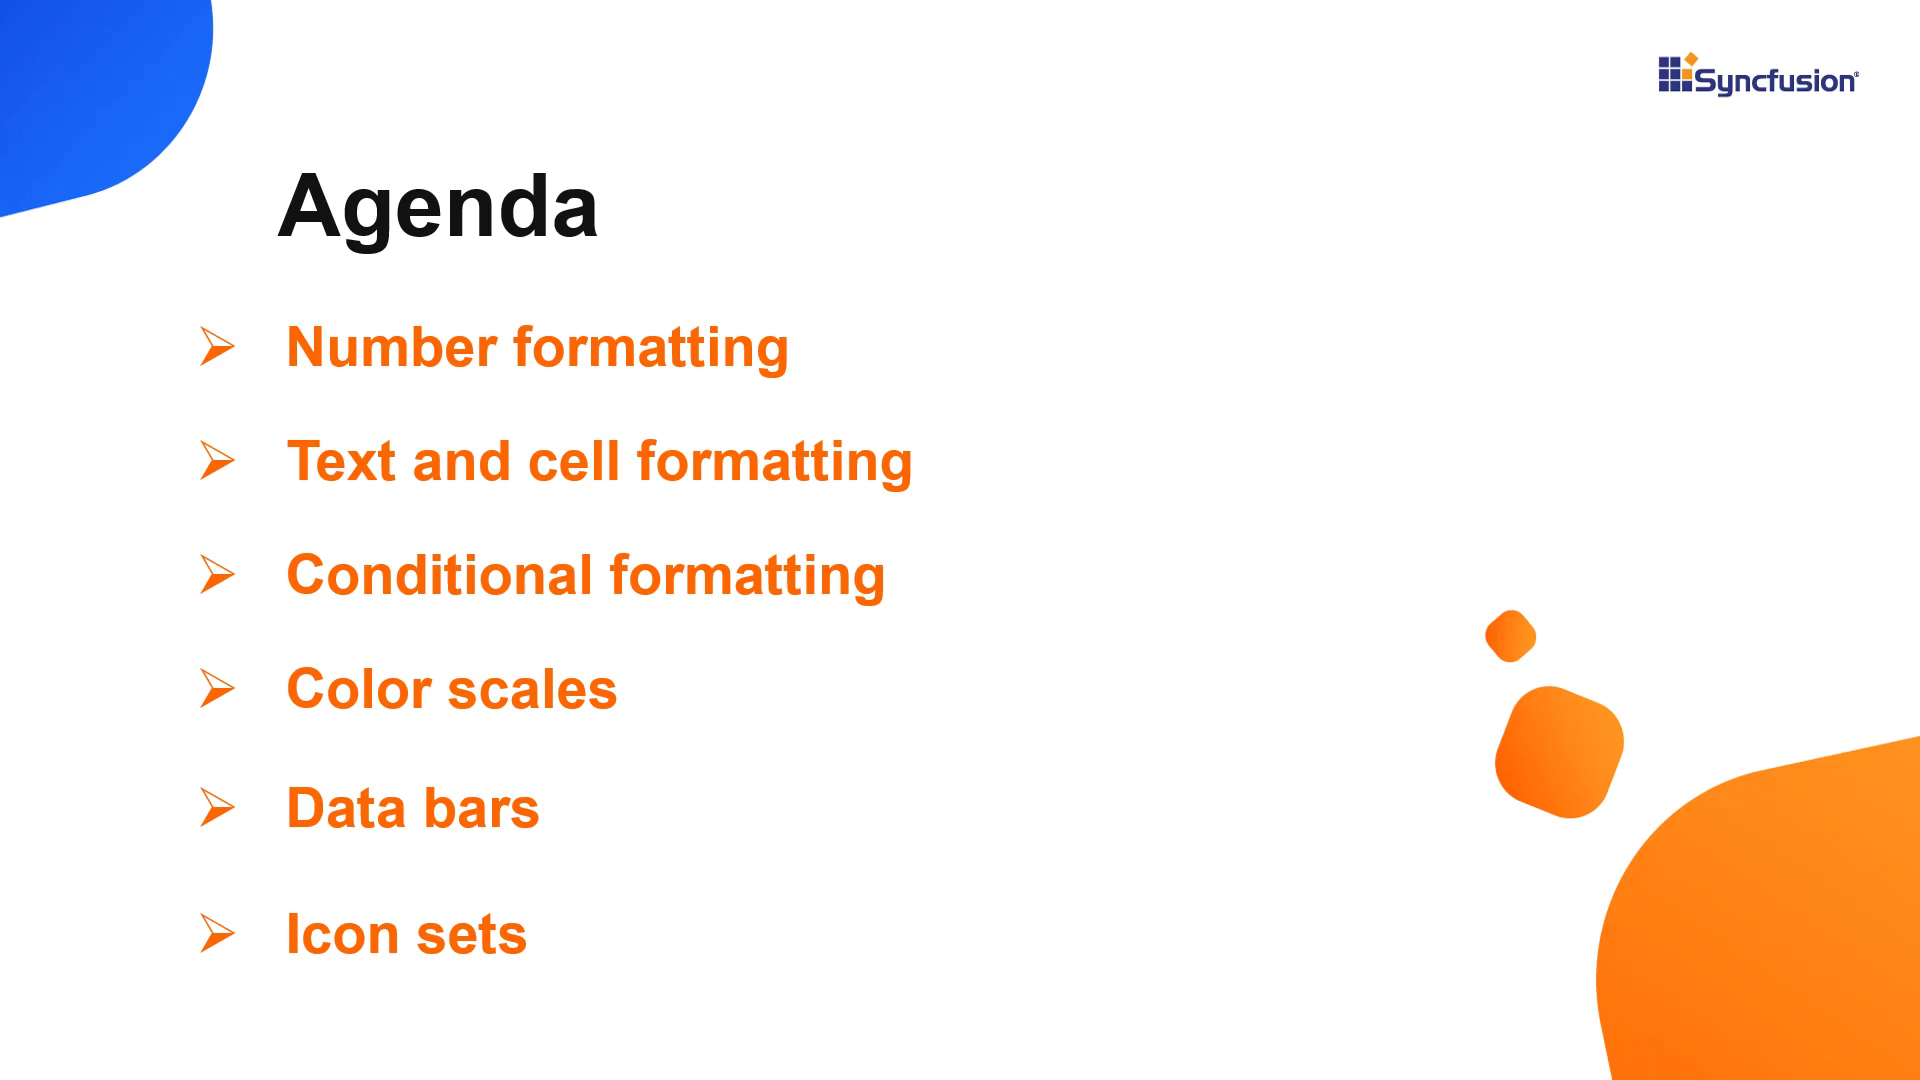 Syncfusion®
Agenda
➢ Number formatting
➢ Text and cell formatting
➢ Conditional formatting
➢ Color scales
➢ Data bars
➢ Icon sets